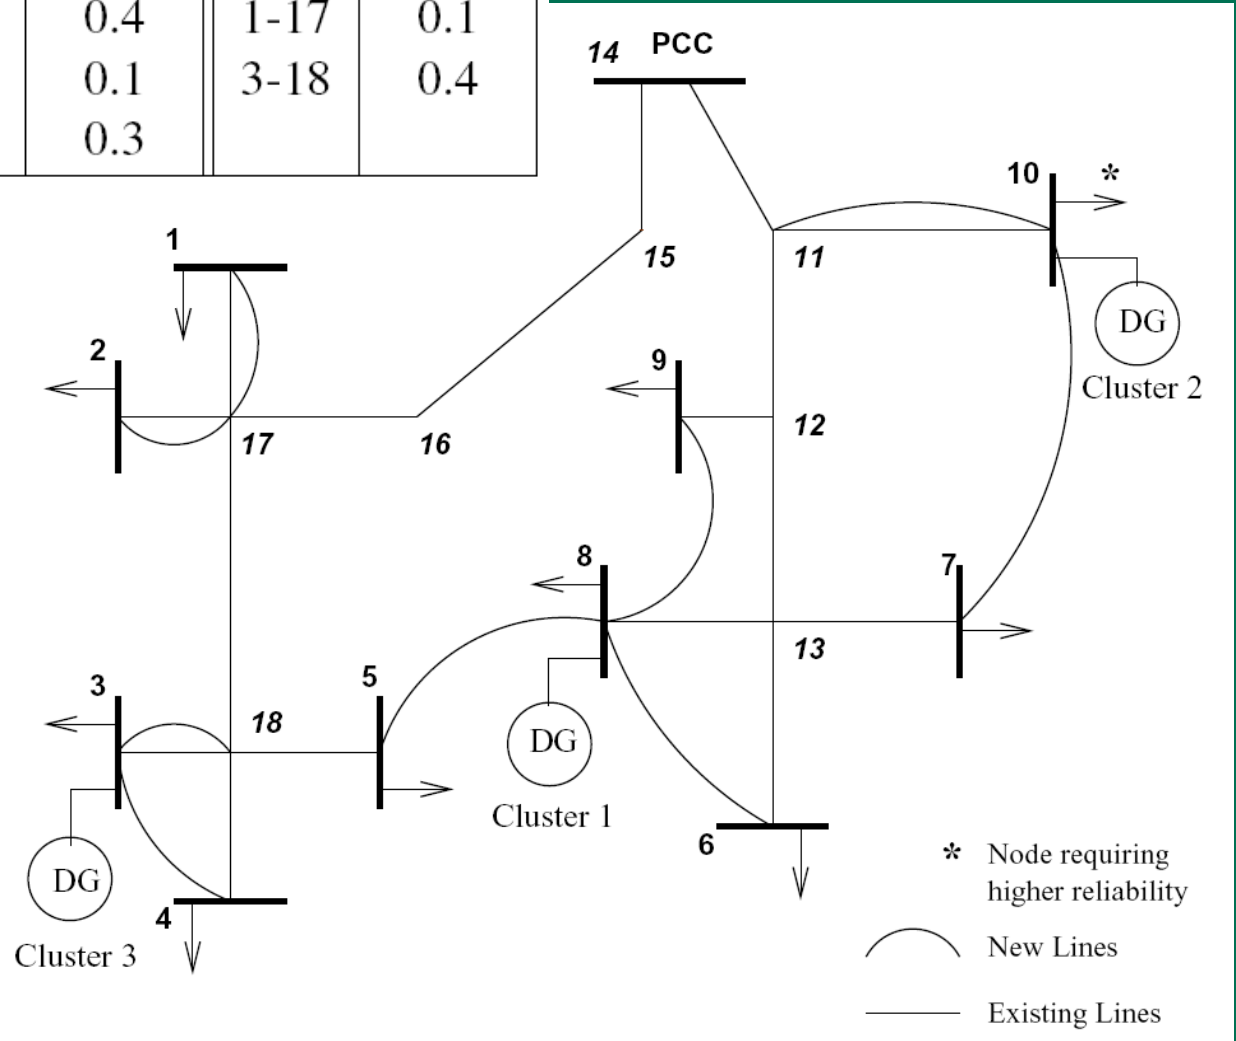 0.4 1-17 0.1
0.1 3-18 0.4
0.3
14 PCC
10 *
1
15 11
DG
2 9
Cluster 2
17 16 12
8 7
13
3 5
18
DG
Cluster 1
6
* Node requiring
higher reliability
DG
4
New Lines
Cluster 3
Existing Lines